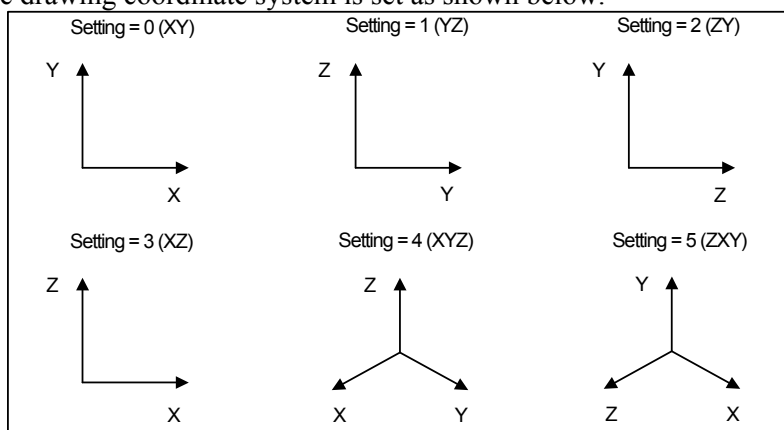 e drawing coordinate system is set as shown below:
Setting = 0 (XY) Setting = 1 (YZ) Setting = 2 (ZY)
Y Z Y
X Y Z
Setting = 3 (XZ) Setting = 4 (XYZ) Setting = 5 (ZXY)
Z Z Y
X X Y Z X